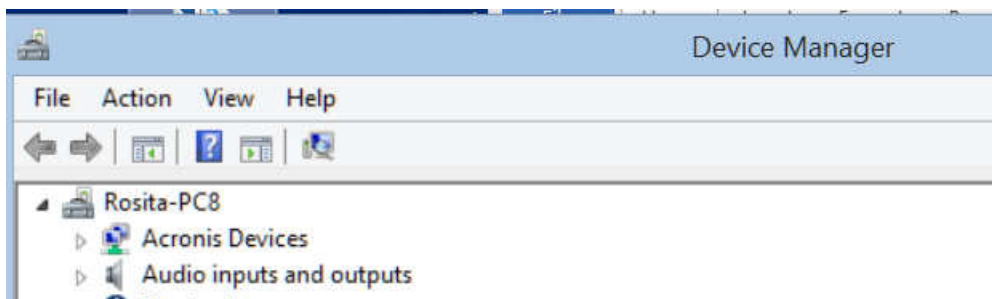 Device Manager
File Action View Help
Rosita-PC8
Acronis Devices
Audio inputs and outputs